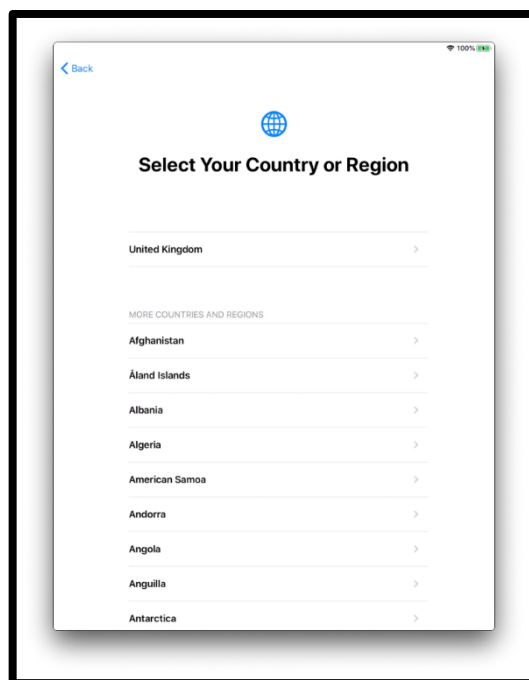 100%
Back
Select Your Country or Region
United Kingdom
MORE COUNTRIES AND REGIONS
Afghanistan
Åland Islands
Albania
Algeria
American Samoa
Andorra
Angola
Anguilla
Antarctica